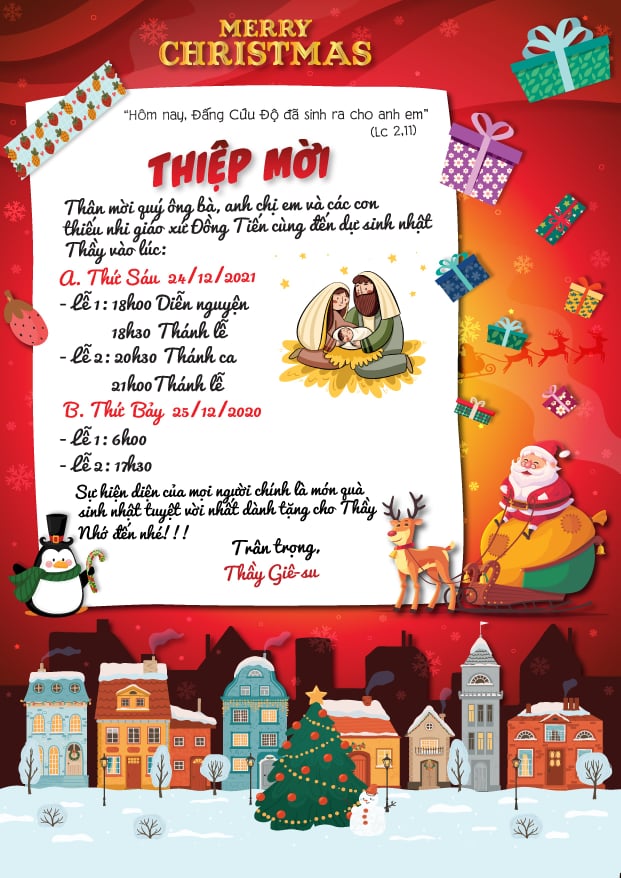 MERRY
CHRISTMAS
“Hôm nay, Đấng Cứu Độ đã sinh ra cho anh em”
(Lc 2,11)
THIỆP MỜI
Thân mời quý ông bà, anh chị em và các con
thiếu nhi giáo xứ Đồng Tiến cùng đến dự sinh nhật
Thầy vào lúc:
A. Thứ Sáu 24/12/2021
- Lễ 1 : 18h00 Diễn nguyện
18h30 Thánh lễ
- Lễ 2 : 20h30 Thánh ca
21h00 Thánh lễ
B. Thứ Bảy 25/12/2020
- Lễ 1 : 6h00
- Lễ 2 : 17h30
Sự hiện diện của mọi người chính là món quà
sinh nhật tuyệt vời nhất dành tặng cho Thầy
Nhớ đến nhé!!!
Trân trọng,
Thầy Giê-su